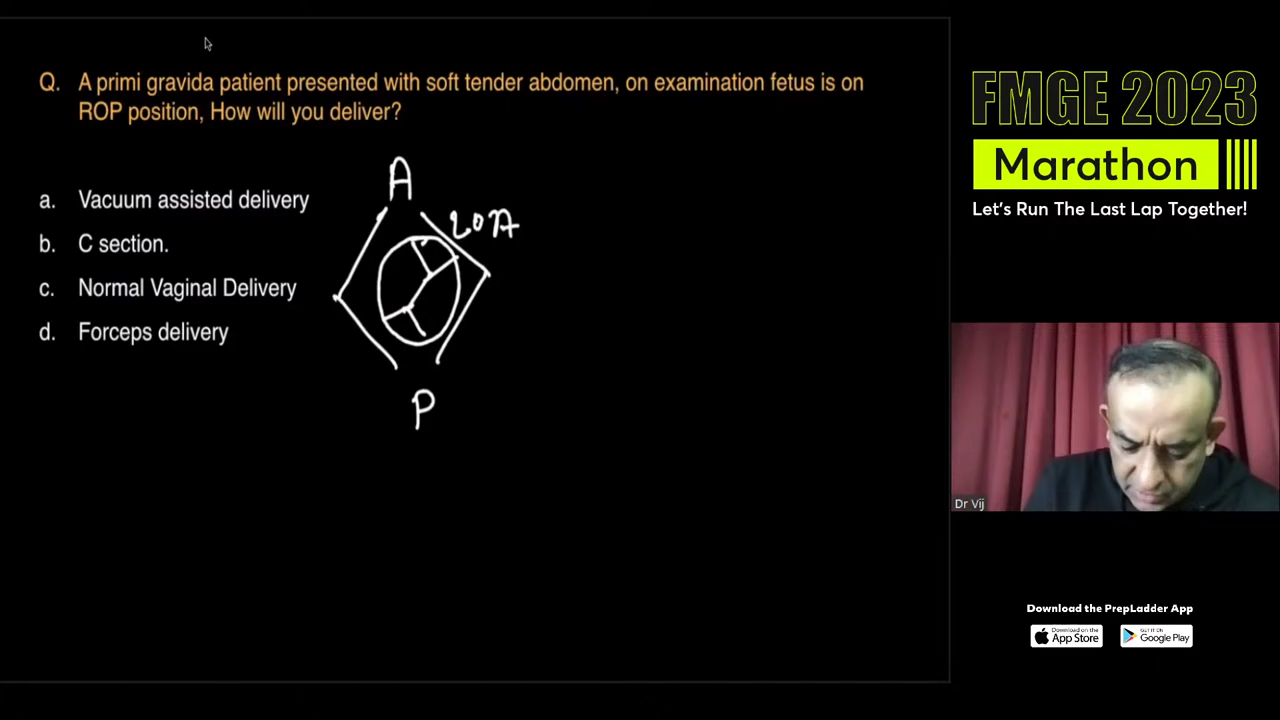 Q. A primi gravida patient presented with soft tender abdomen, on examination fetus is on
ROP position, How will you deliver?
a. Vacuum assisted delivery
b. C section.
c. Normal Vaginal Delivery
d. Forceps delivery
A
LOA
P
FMGE 2023
Marathon
Let's Run The Last Lap Together!
Dr Vij
Download the PrepLadder App
Download on the
App Store
GET IT ON
Google Play